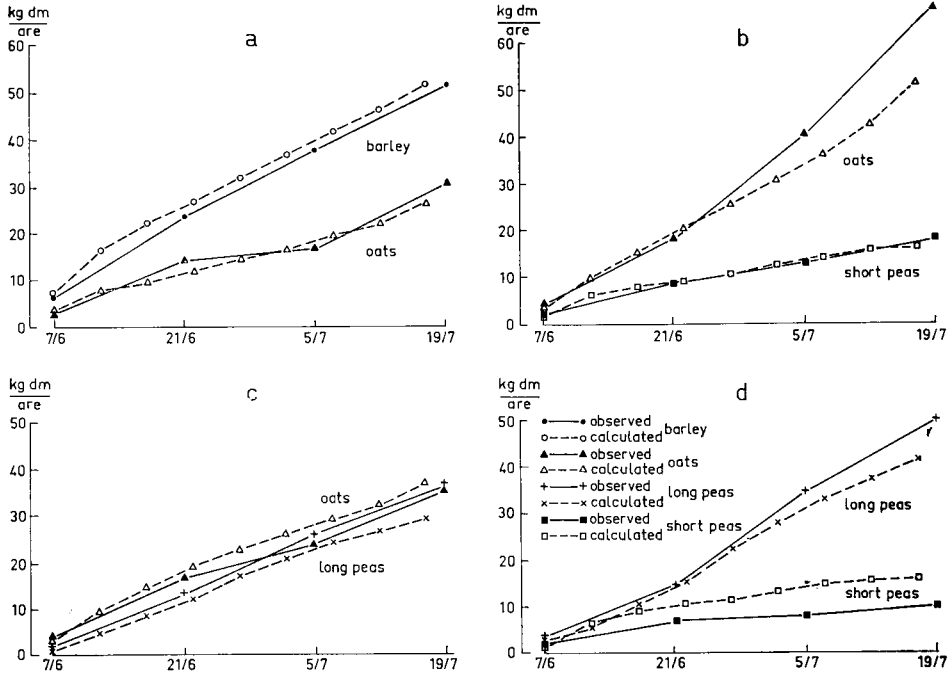 kg dm
are
a
60
50
40
30
20
10
0
barley
oats
7/6 21/6 5/7 19/7
kg dm
are
b
60
50
40
30
20
10
0
oats
short peas
7/6 21/6 5/7 19/7
kg dm
are
c
50
40
30
20
10
0
oats
long peas
7/6 21/6 5/7 19/7
kg dm
are
d
50
40
30
20
10
0
observed
calculated barley
observed
calculated oats
observed
calculated long peas
observed
calculated short peas
long peas
short peas
7/6 21/6 5/7 19/7